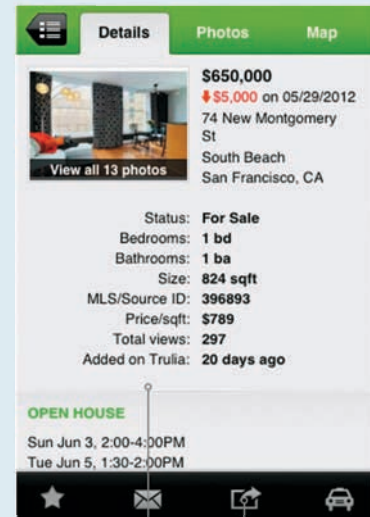 Details
Photos
Map
View all 13 photos
$650,000
$5,000 on 05/29/2012
74 New Montgomery
St
South Beach
San Francisco, CA
Status: For Sale
Bedrooms: 1 bd
Bathrooms: 1 ba
Size: 824 sqft
MLS/Source ID: 396893
Price/sqft: $789
Total views: 297
Added on Trulia: 20 days ago
OPEN HOUSE
Sun Jun 3, 2:00-4:00PM
Tue Jun 5, 1:30-2:00PM